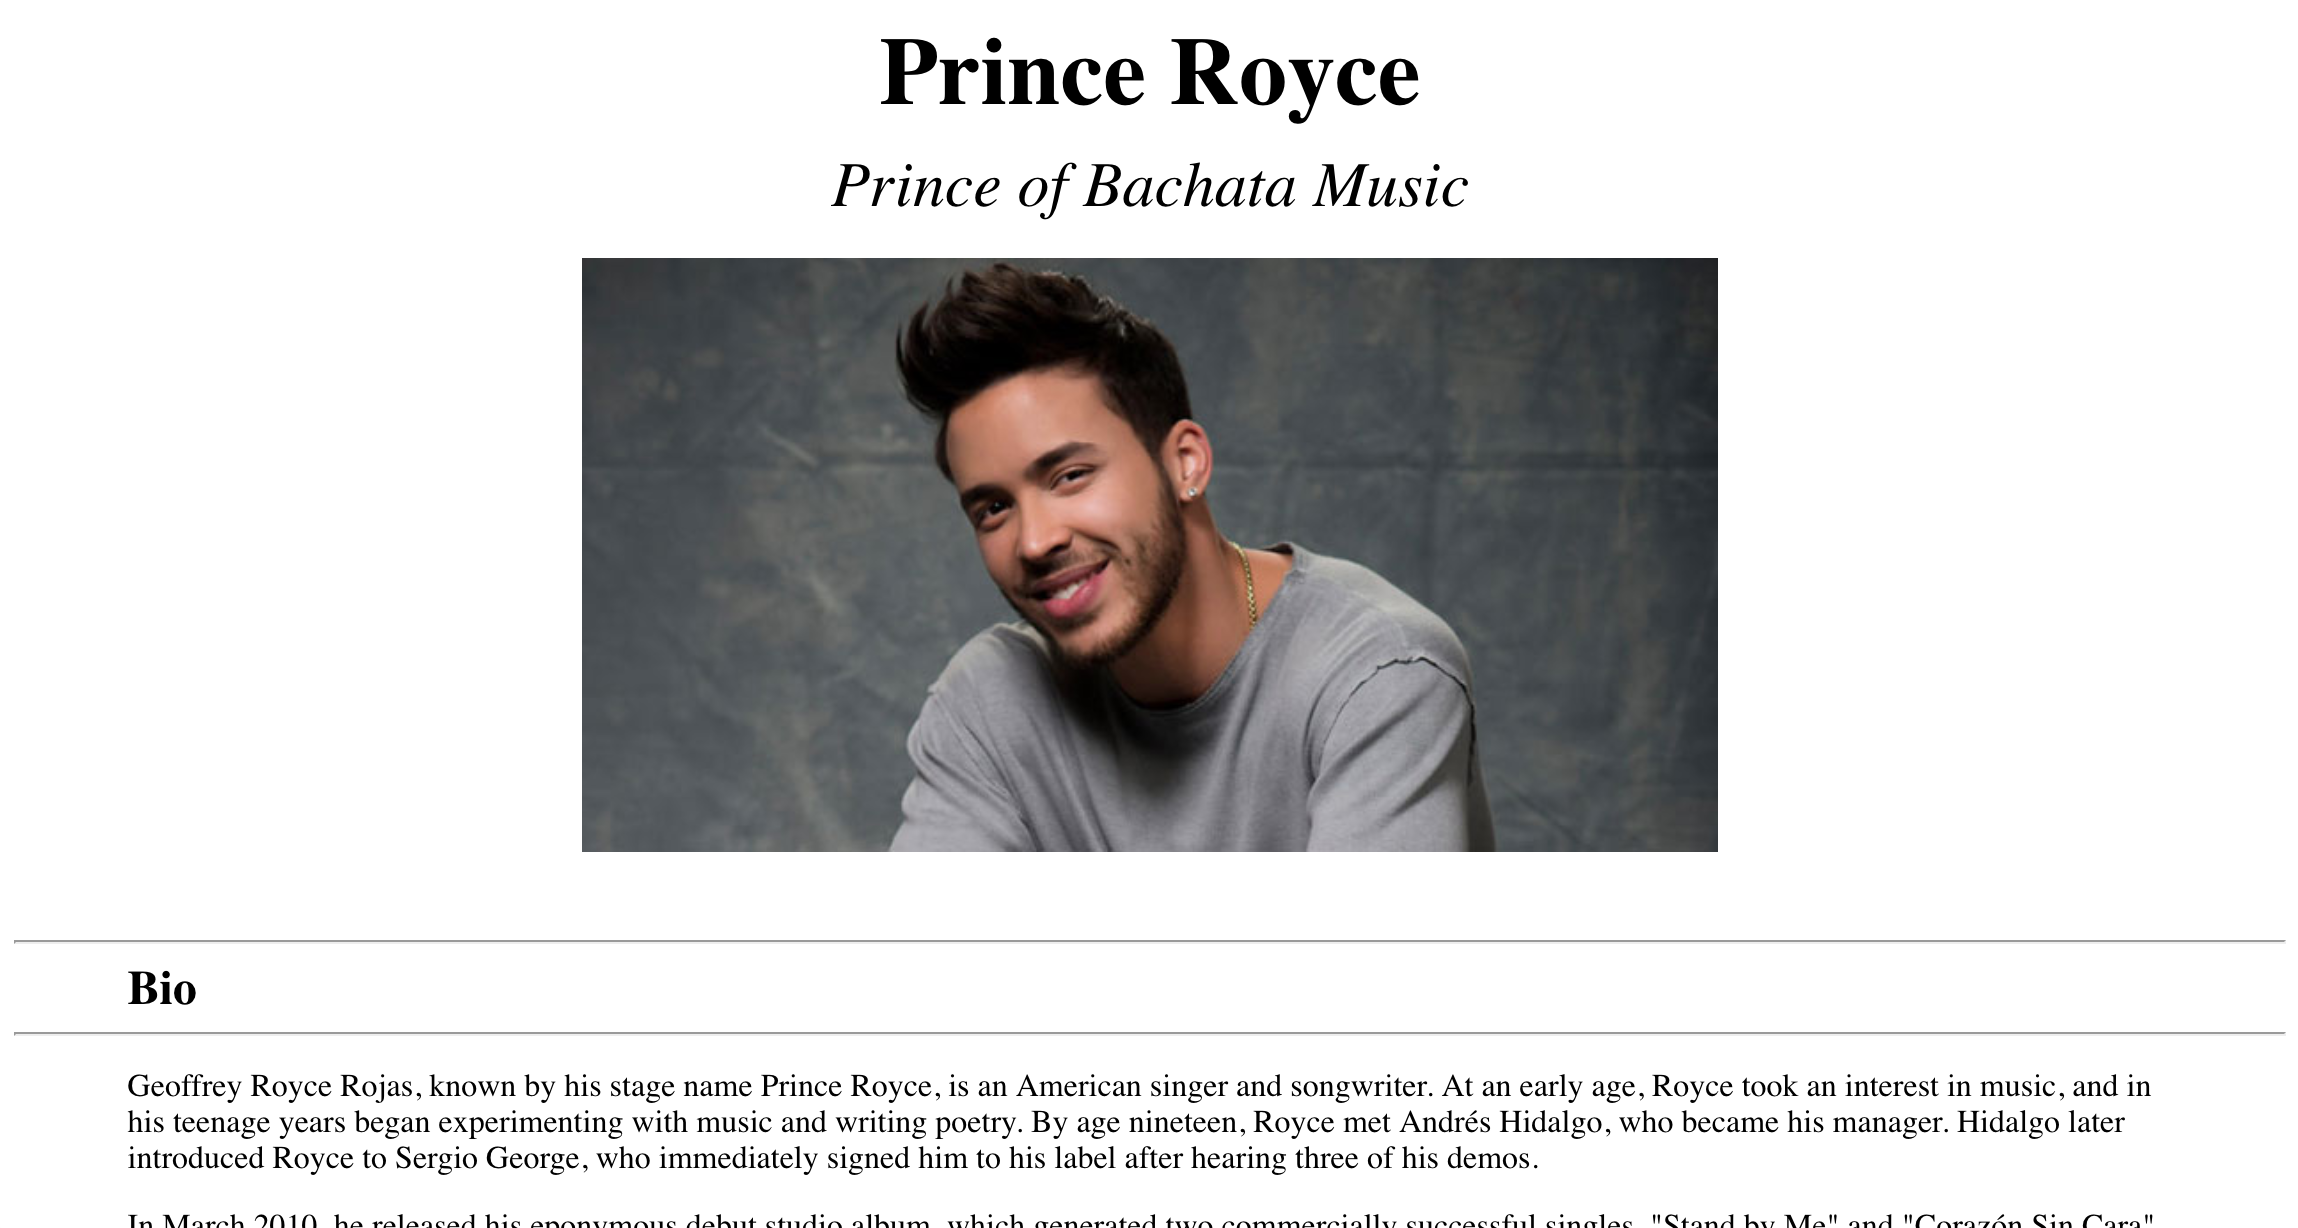 Prince Royce
Prince of Bachata Music
Bio
Geoffrey Royce Rojas, known by his stage name Prince Royce, is an American singer and songwriter. At an early age, Royce took an interest in music, and in
his teenage years began experimenting with music and writing poetry. By age nineteen, Royce met Andrés Hidalgo, who became his manager. Hidalgo later
introduced Royce to Sergio George, who immediately signed him to his label after hearing three of his demos.
In March 2010, he released his eponymous debut studio album, which generated two commercially successful singles, "Stand by Me" and "Corazón Sin Cara"